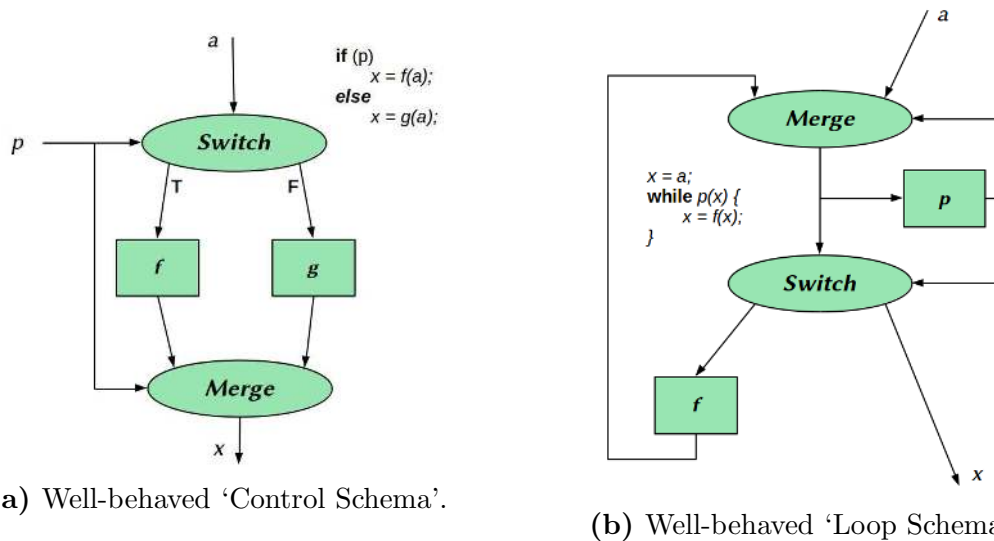 a
if (p)
x = f(a);
else
x = g(a);
p
Switch
T
F
f
g
Merge
x
a) Well-behaved ‘Control Schema’.
a
Merge
x = a;
while p(x) {
x = f(x);
}
p
Switch
f
x
(b) Well-behaved ‘Loop Schema